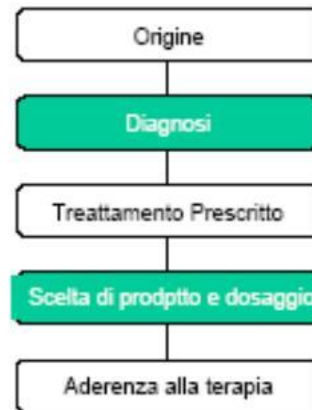 Origine
Diagnosi
Treattamento Prescritto
Scelta di prodptto e dosaggio
Aderenza alla terapia